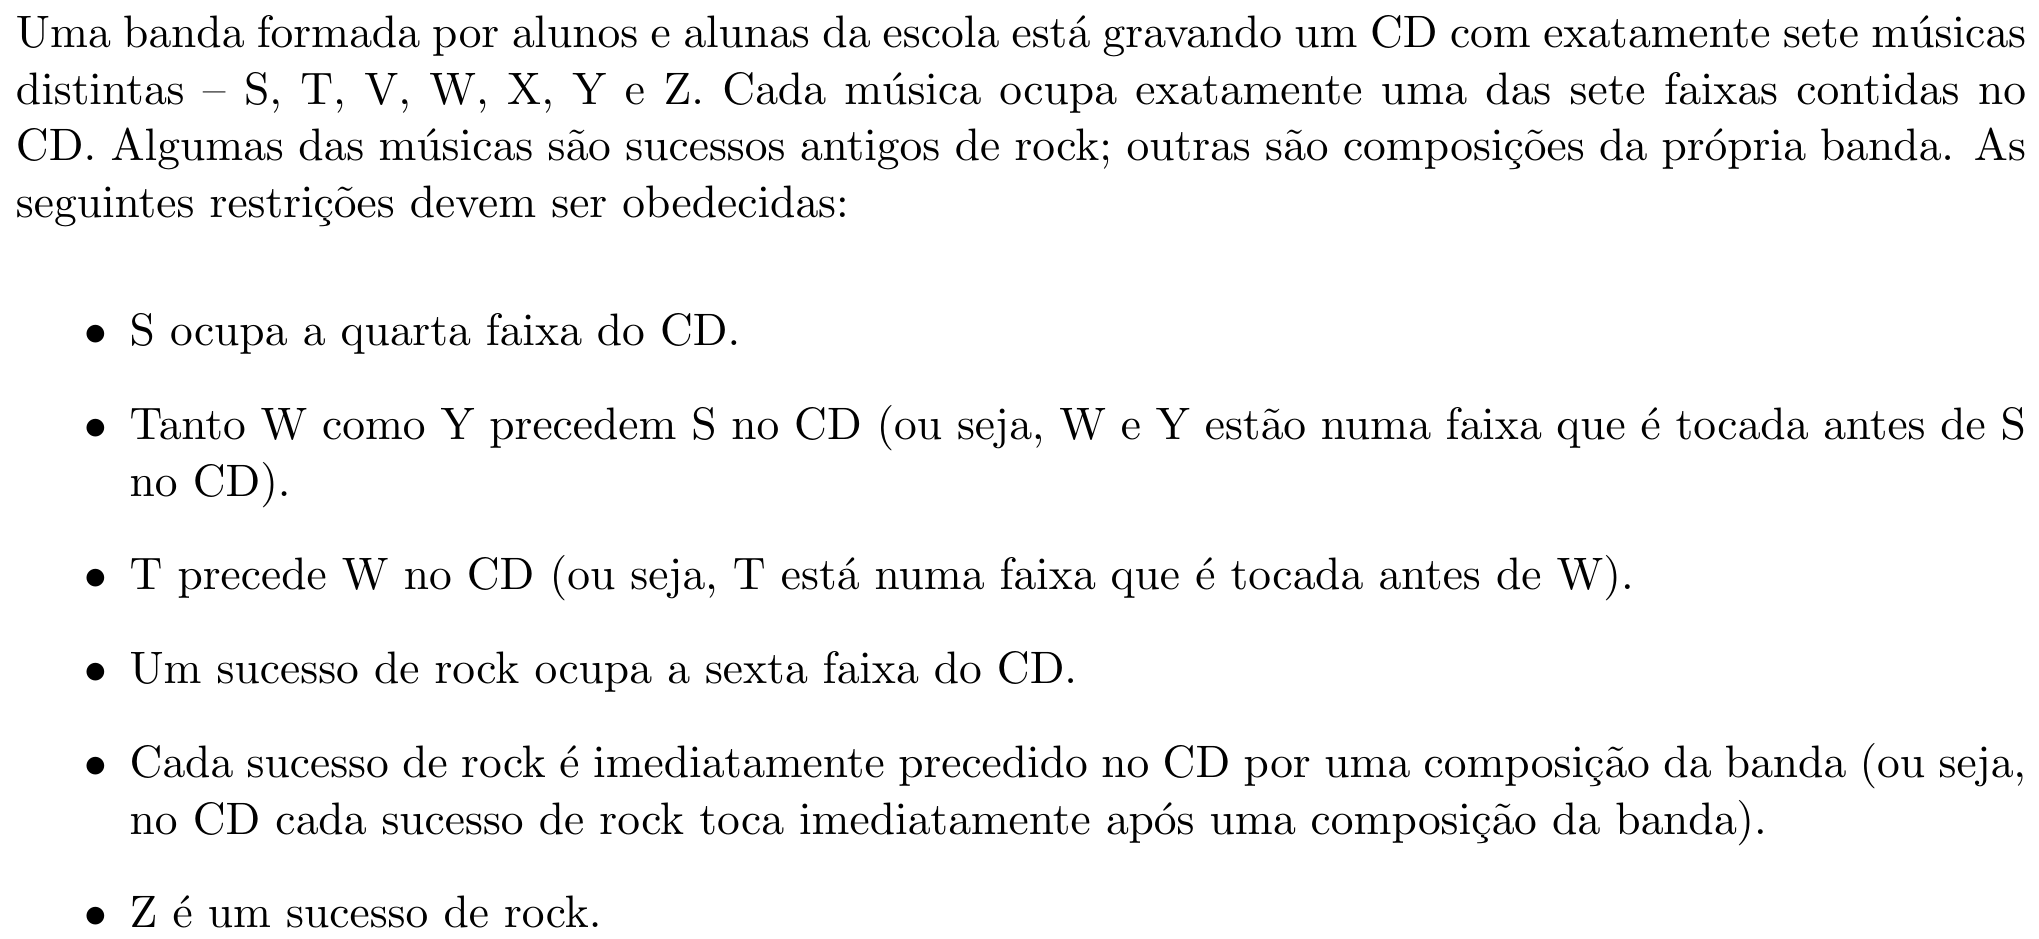 Uma banda formada por alunos e alunas da escola está gravando um CD com exatamente sete músicas
distintas – S, T, V, W, X, Y e Z. Cada música ocupa exatamente uma das sete faixas contidas no
CD. Algumas das músicas são sucessos antigos de rock; outras são composições da própria banda. As
seguintes restrições devem ser obedecidas:
• S ocupa a quarta faixa do CD.
• Tanto W como Y precedem S no CD (ou seja, W e Y estão numa faixa que é tocada antes de S
no CD).
• T precede W no CD (ou seja, T está numa faixa que é tocada antes de W).
• Um sucesso de rock ocupa a sexta faixa do CD.
• Cada sucesso de rock é imediatamente precedido no CD por uma composição da banda (ou seja,
no CD cada sucesso de rock toca imediatamente após uma composição da banda).
• Z é um sucesso de rock.